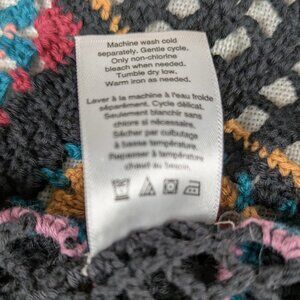 Machine wash cold
separately. Gentle cycle.
Only non-chlorine
bleach when needed.
Tumble dry low.
Warm iron as needed.
Laver à la machine à l'eau froide
séparément. Cycle délicat.
Seulement blanchir sans
chlore si nécessaire.
Sécher par culbutage
à basse température.
Repasser à température
chaud au besoin.